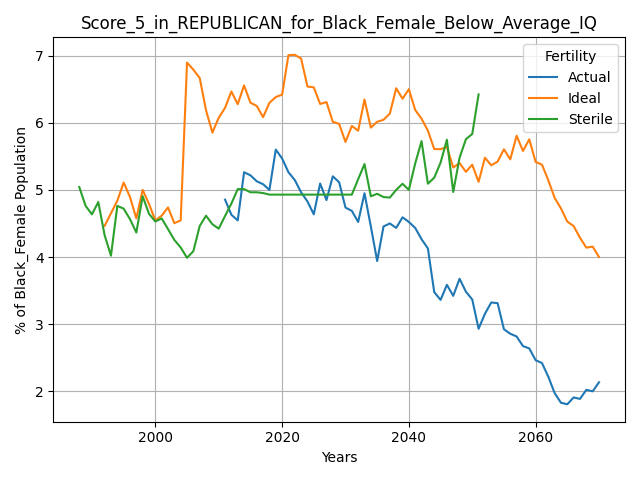 Score_5_in_REPUBLICAN_for_Black_Female_Below_Average_IQ
% of Black_Female Population
7
6
5
4
3
2
Fertility
Actual
Ideal
Sterile
2000
2020
2040
2060
Years